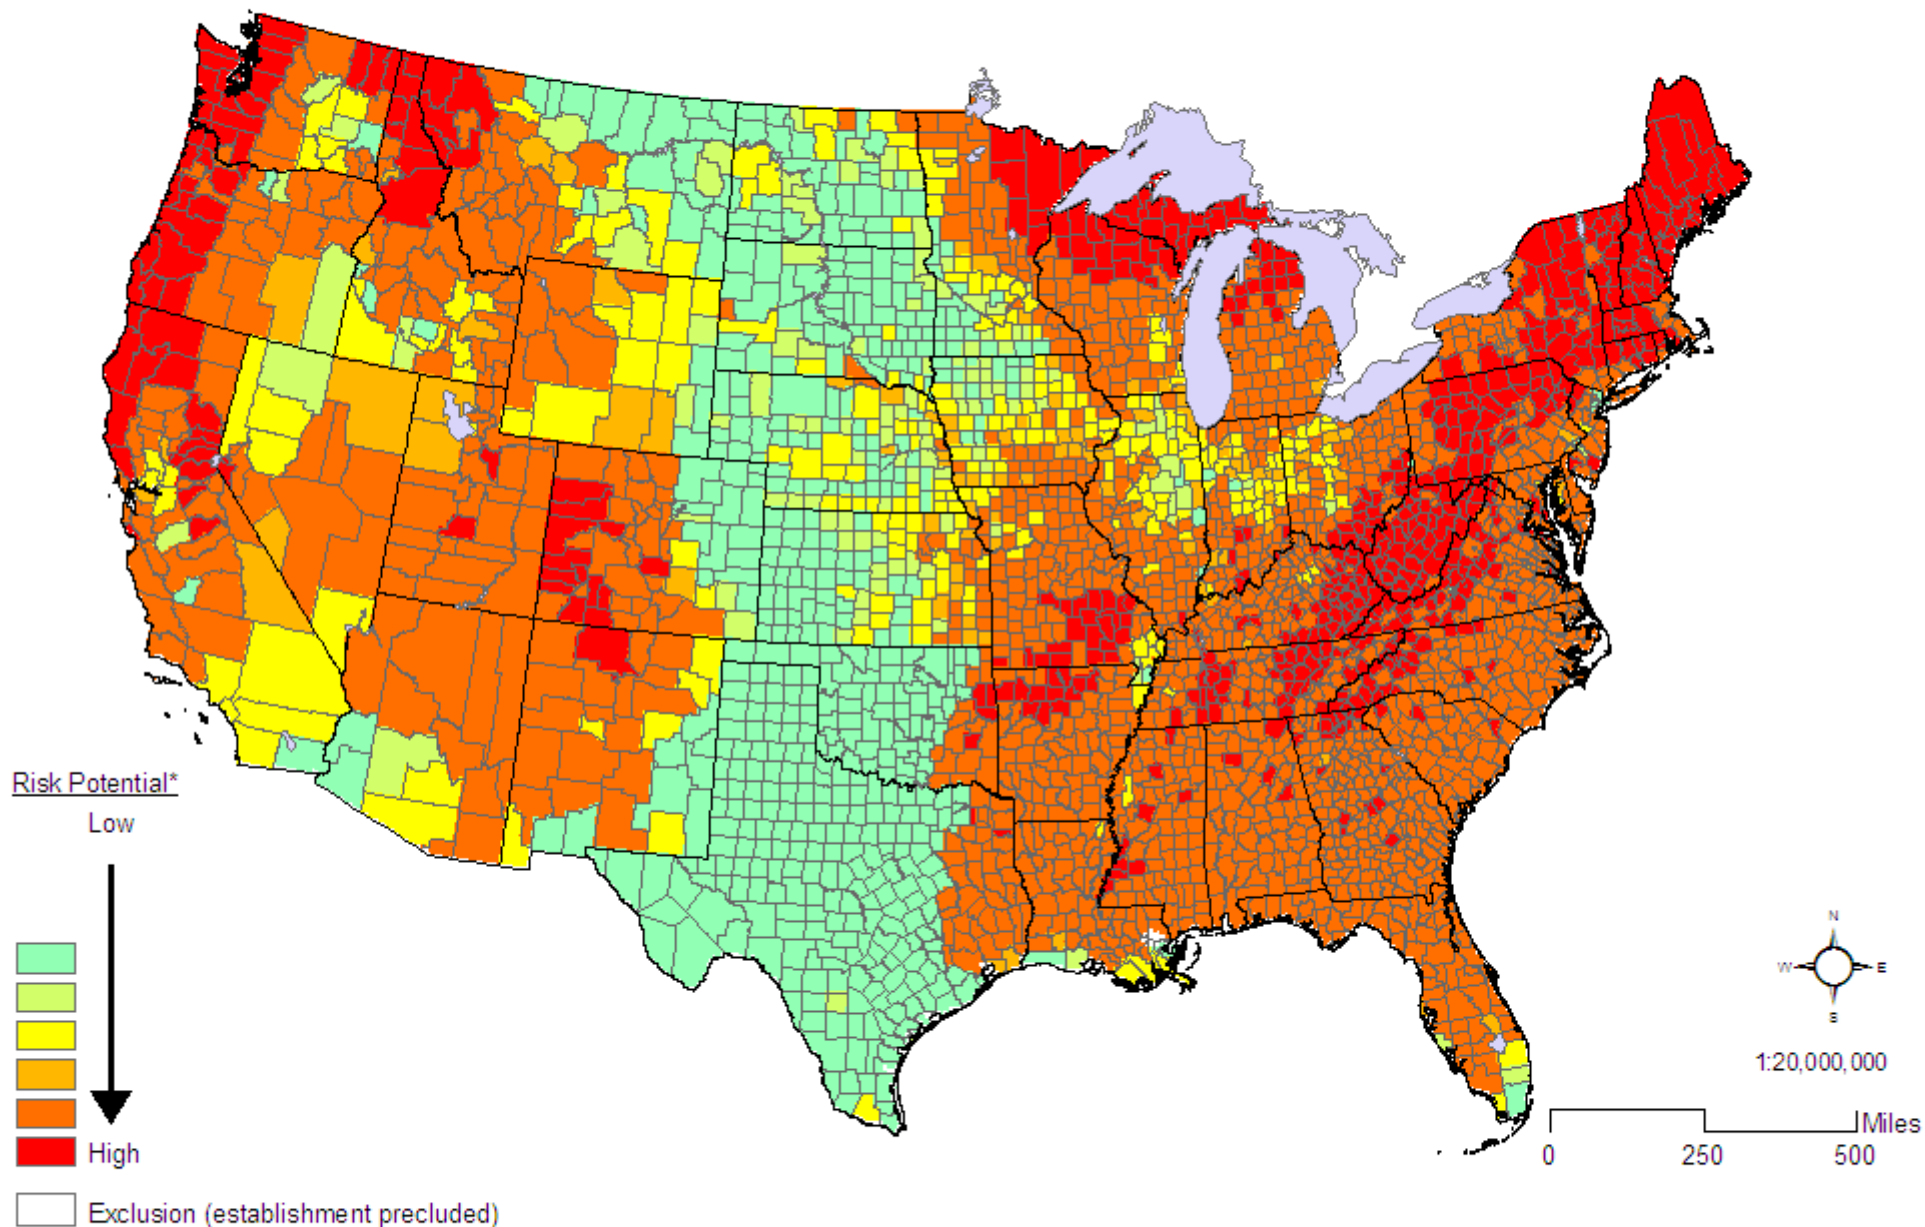 Risk Potential*
Low
High
Exclusion (establishment precluded)
N
W E
S
1:20,000,000
Miles
0 250 500